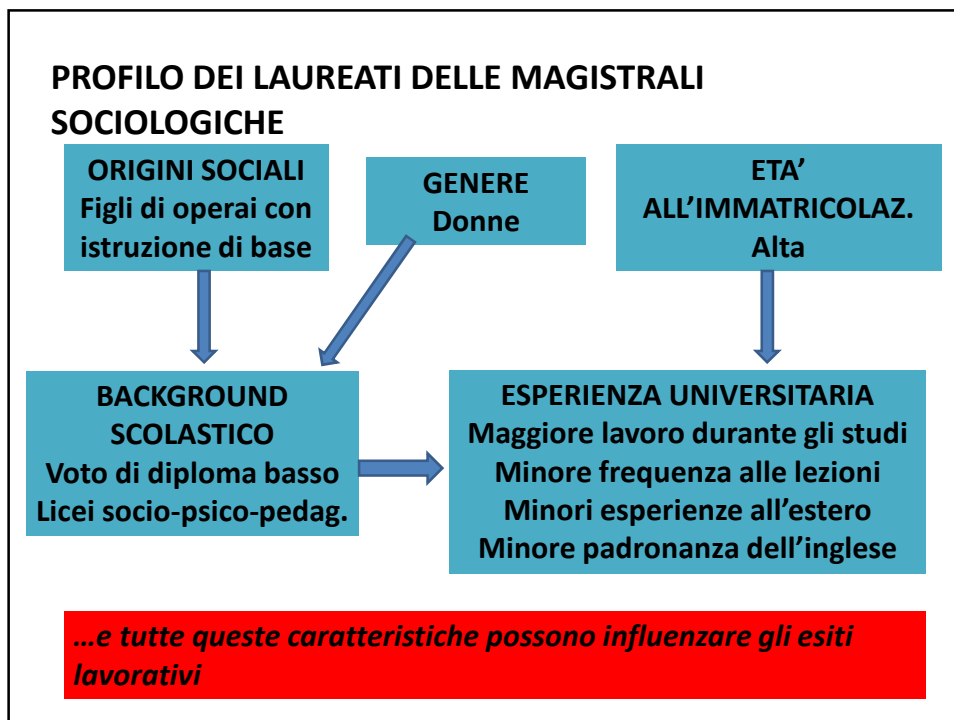 PROFILO DEI LAUREATI DELLE MAGISTRALI
SOCIOLOGICHE
ORIGINI SOCIALI
Figli di operai con
istruzione di base
GENERE
Donne
ETA’
ALL’IMMATRICOLAZ.
Alta
BACKGROUND
SCOLASTICO
Voto di diploma basso
Licei socio-psico-pedag.
ESPERIENZA UNIVERSITARIA
Maggiore lavoro durante gli studi
Minore frequenza alle lezioni
Minori esperienze all’estero
Minore padronanza dell’inglese
…e tutte queste caratteristiche possono influenzare gli esiti
lavorativi